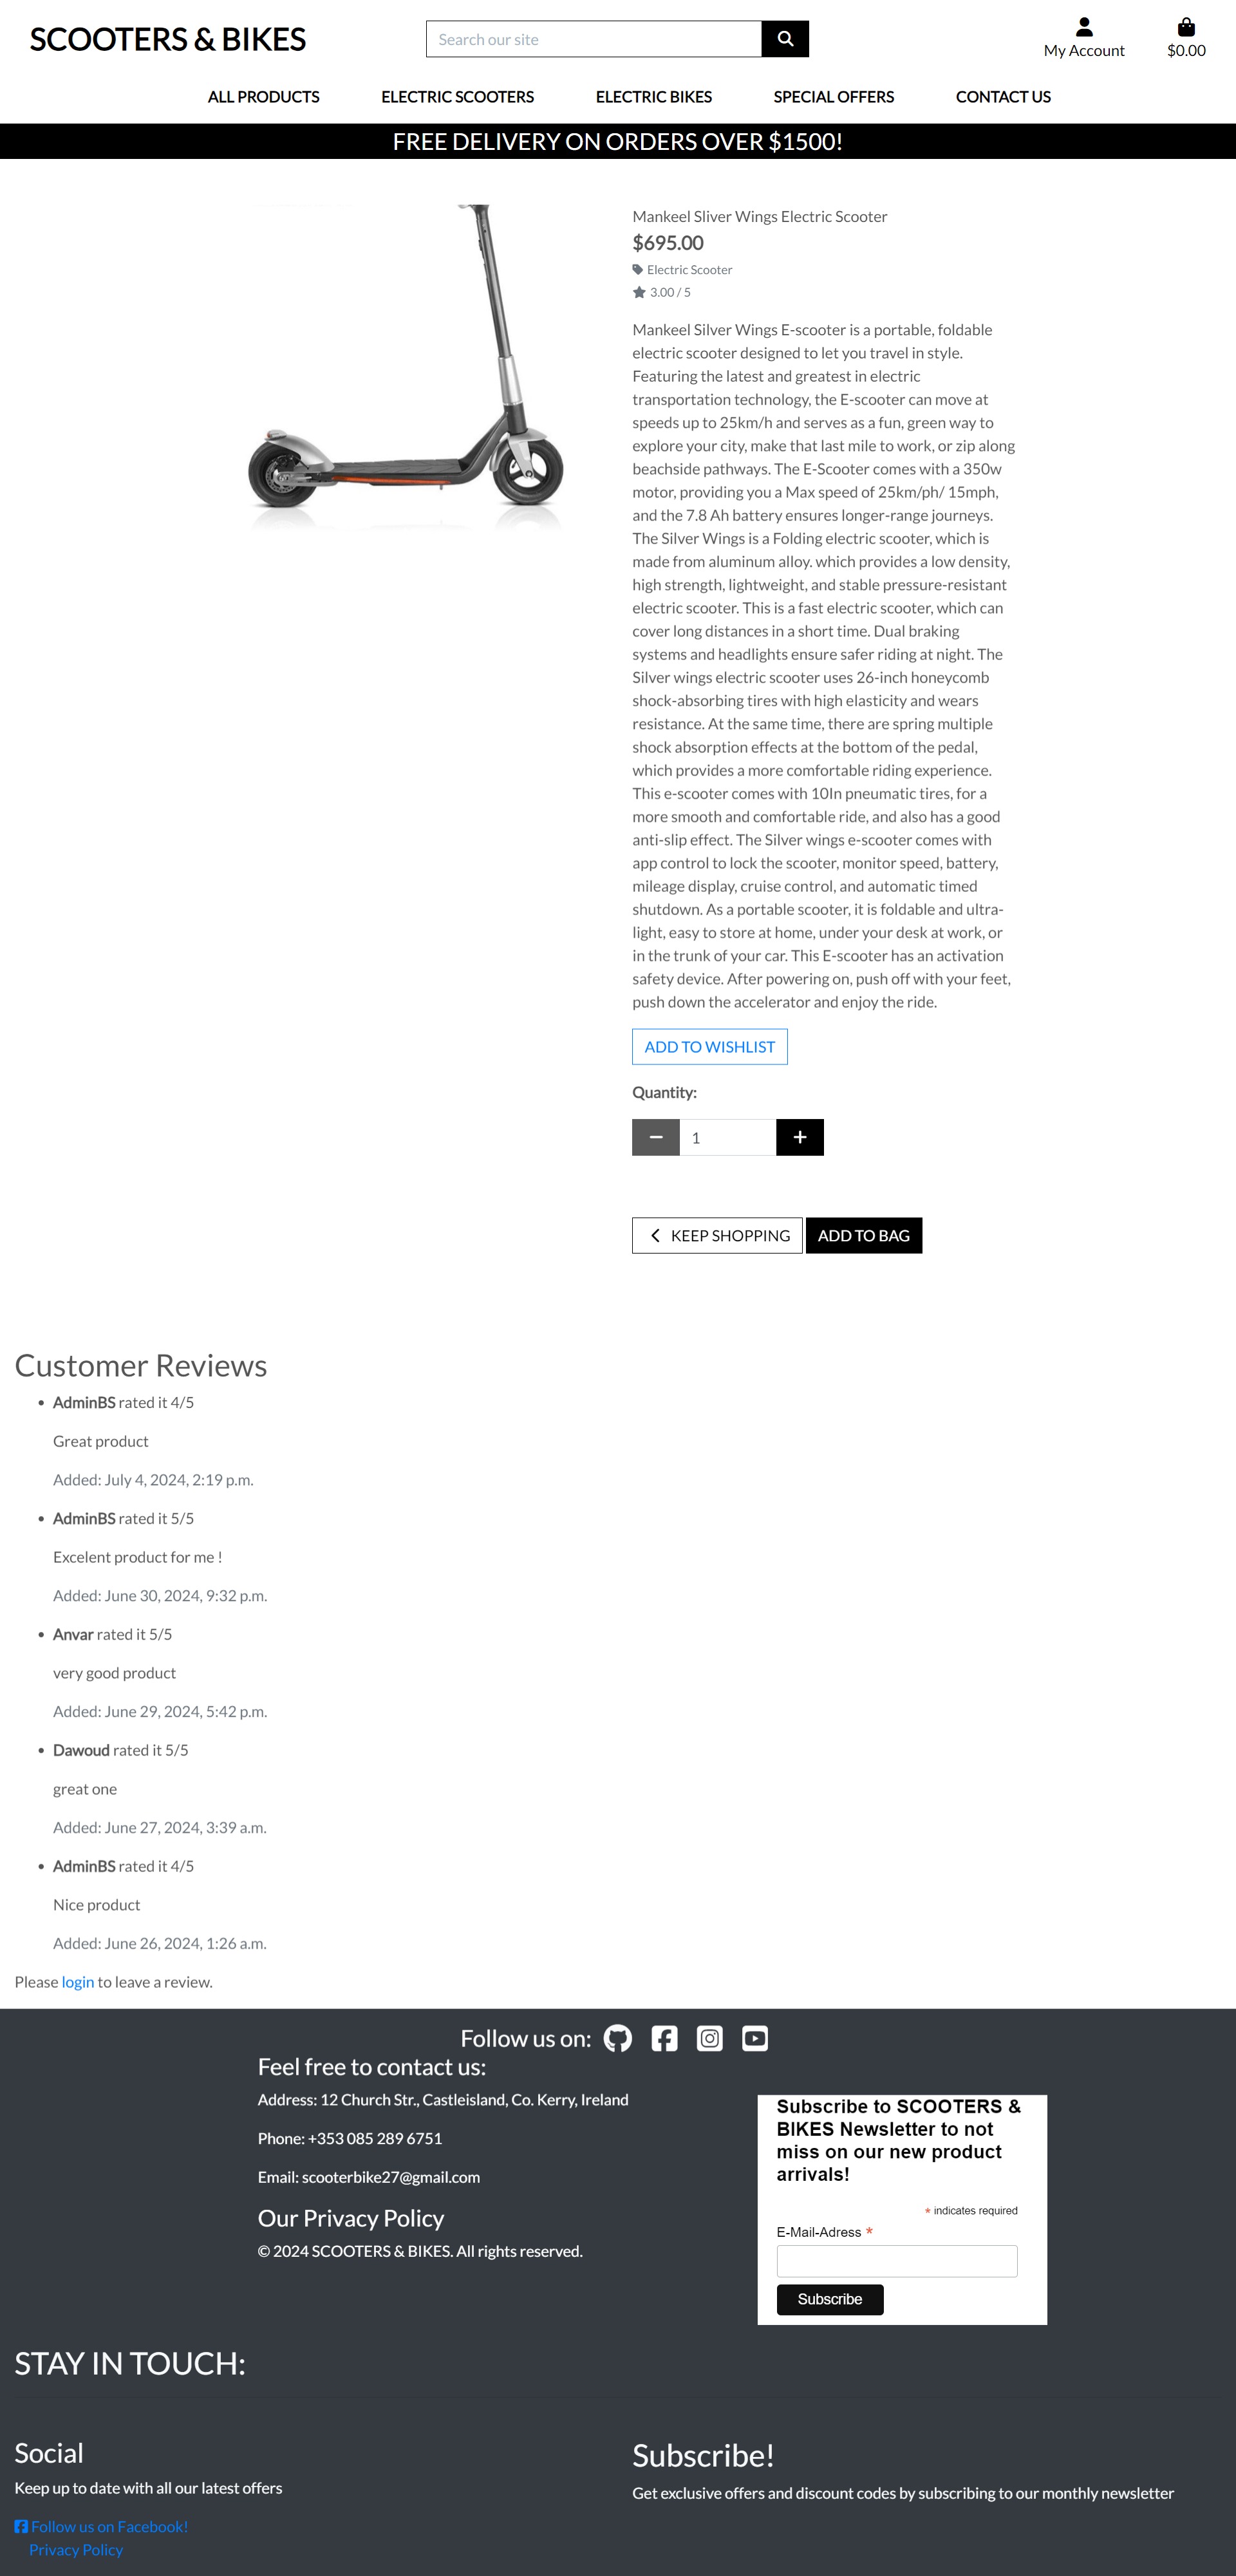 SCOOTERS & BIKES
Search our site
My Account
$0.00
ALL PRODUCTS
ELECTRIC SCOOTERS
ELECTRIC BIKES
SPECIAL OFFERS
CONTACT US
FREE DELIVERY ON ORDERS OVER $1500!
Mankeel Sliver Wings Electric Scooter
$695.00
Electric Scooter
3.00 / 5
Mankeel Silver Wings E-scooter is a portable, foldable
electric scooter designed to let you travel in style.
Featuring the latest and greatest in electric
transportation technology, the E-scooter can move at
speeds up to 25km/h and serves as a fun, green way to
explore your city, make that last mile to work, or zip along
beachside pathways. The E-Scooter comes with a 350w
motor, providing you a Max speed of 25km/ph/ 15mph,
and the 7.8 Ah battery ensures longer-range journeys.
The Silver Wings is a Folding electric scooter, which is
made from aluminum alloy. which provides a low density,
high strength, lightweight, and stable pressure-resistant
electric scooter. This is a fast electric scooter, which can
cover long distances in a short time. Dual braking
systems and headlights ensure safer riding at night. The
Silver wings electric scooter uses 26-inch honeycomb
shock-absorbing tires with high elasticity and wears
resistance. At the same time, there are spring multiple
shock absorption effects at the bottom of the pedal,
which provides a more comfortable riding experience.
This e-scooter comes with 10In pneumatic tires, for a
more smooth and comfortable ride, and also has a good
anti-slip effect. The Silver wings e-scooter comes with
app control to lock the scooter, monitor speed, battery,
mileage display, cruise control, and automatic timed
shutdown. As a portable scooter, it is foldable and ultra-
light, easy to store at home, under your desk at work, or
in the trunk of your car. This E-scooter has an activation
safety device. After powering on, push off with your feet,
push down the accelerator and enjoy the ride.
ADD TO WISHLIST
Quantity:
1
KEEP SHOPPING
ADD TO BAG
Customer Reviews
• AdminBS rated it 4/5
Great product
Added: July 4, 2024, 2:19 p.m.
• AdminBS rated it 5/5
Excelent product for me !
Added: June 30, 2024, 9:32 p.m.
• Anvar rated it 5/5
very good product
Added: June 29, 2024, 5:42 p.m.
• Dawoud rated it 5/5
great one
Added: June 27, 2024, 3:39 a.m.
• AdminBS rated it 4/5
Nice product
Added: June 26, 2024, 1:26 a.m.
Please login to leave a review.
Follow us on:
Feel free to contact us:
Address: 12 Church Str., Castleisland, Co. Kerry, Ireland
Phone: +353 085 289 6751
Email: scooterbike27@gmail.com
Our Privacy Policy
© 2024 SCOOTERS & BIKES. All rights reserved.
Subscribe to SCOOTERS &
BIKES Newsletter to not
miss on our new product
arrivals!
* indicates required
E-Mail-Adress *
Subscribe
STAY IN TOUCH:
Social
Keep up to date with all our latest offers
Follow us on Facebook!
Privacy Policy
Subscribe!
Get exclusive offers and discount codes by subscribing to our monthly newsletter